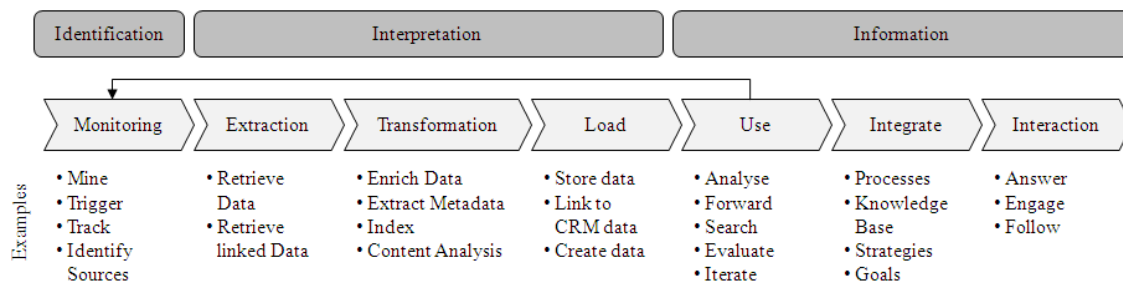 Identification
Interpretation
Information
Monitoring
Extraction
Transformation
Load
Use
Integrate
Interaction
Examples
• Mine
• Trigger
• Track
• Identify
Sources
• Retrieve
Data
• Retrieve
linked Data
• Enrich Data
• Extract Metadata
• Index
• Content Analysis
• Store data
• Link to
CRM data
• Create data
• Analyse
• Forward
• Search
• Evaluate
• Iterate
• Processes
• Knowledge
Base
• Strategies
• Goals
• Answer
• Engage
• Follow